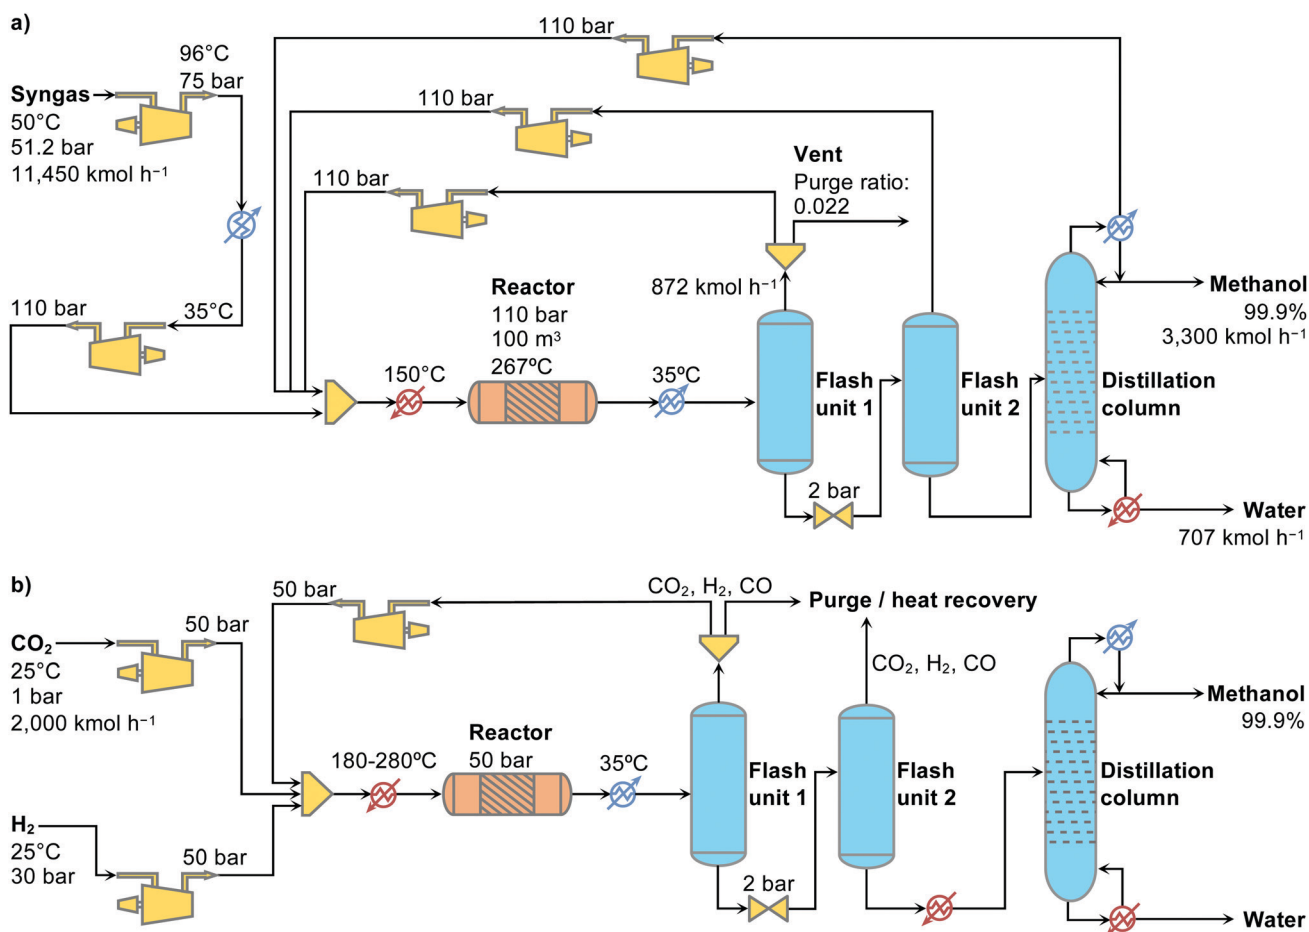 a)
110 bar
96°C
75 bar
Syngas
50°C
51.2 bar
11,450 kmol h⁻¹
110 bar
110 bar
Vent
Purge ratio:
0.022
872 kmol h⁻¹
Reactor
110 bar
100 m³
267ºC
110 bar
35°C
150°C
35ºC
Flash
unit 1
Flash
unit 2
2 bar
Methanol
99.9%
3,300 kmol h⁻¹
Distillation
column
Water
707 kmol h⁻¹
b)
50 bar
CO₂, H₂, CO
Purge / heat recovery
CO₂
25°C
1 bar
2,000 kmol h⁻¹
50 bar
CO₂, H₂, CO
Methanol
99.9%
Reactor
50 bar
180-280ºC
35ºC
Flash
unit 1
Flash
unit 2
Distillation
column
H₂
25°C
30 bar
50 bar
2 bar
Water